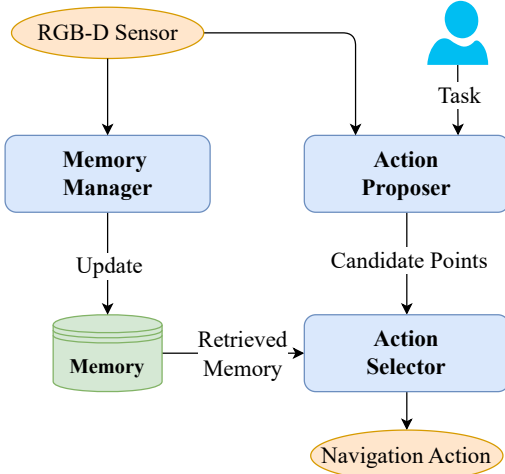 RGB-D Sensor
Task
Memory
Manager
Action
Proposer
Update
Candidate Points
Memory
Retrieved
Memory
Action
Selector
Navigation Action